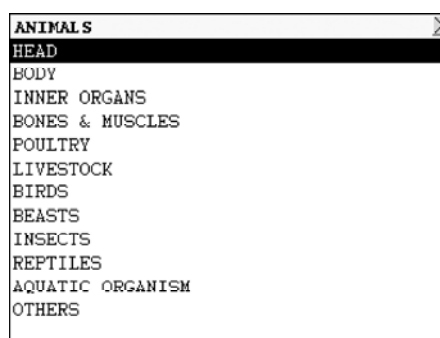 ANIMALS
HEAD
BODY
INNER ORGANS
BONES & MUSCLES
POULTRY
LIVESTOCK
BIRDS
BEASTS
INSECTS
REPTILES
AQUATIC ORGANISM
OTHERS